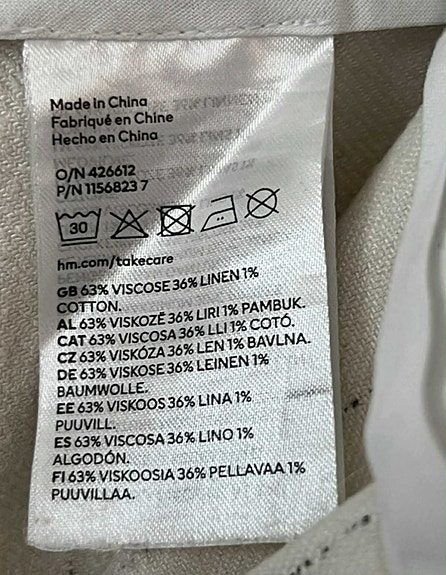 Made in China
Fabriqué en Chine
Hecho en China
O/N 426612
P/N 1156823 7
30
hm.com/takecare
GB 63% VISCOSE 36% LINEN 1%
COTTON.
AL 63% VISKOZË 36% LIRI 1% PAMBUK.
CAT 63% VISCOSA 36% LLI 1% COTÓ.
CZ 63% VISKÓZA 36% LEN 1% BAVLNA.
DE 63% VISKOSE 36% LEINEN 1%
BAUMWOLLE.
EE 63% VISKOOS 36% LINA 1%
PUUVILL.
ES 63% VISCOSA 36% LINO 1%
ALGODÓN.
FI 63% VISKOOSIA 36% PELLAVAA 1%
PUUVILLAA.